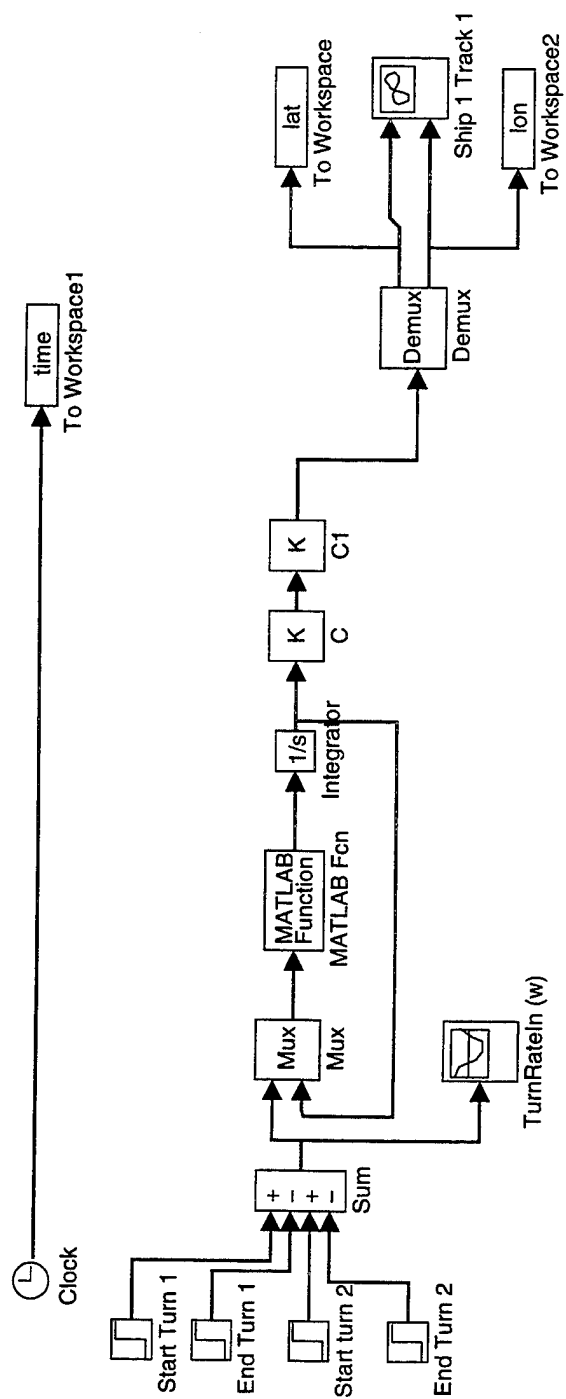 Clock
time
To Workspace1
Start Turn 1
End Turn 1
Start turn 2
End Turn 2
+
−
+
−
Sum
TurnRateIn (w)
Mux
Mux
MATLAB
Function
MATLAB Fcn
1/s
Integrator
K
C
K
C1
Demux
Demux
lat
To Workspace
Ship 1 Track 1
lon
To Workspace2